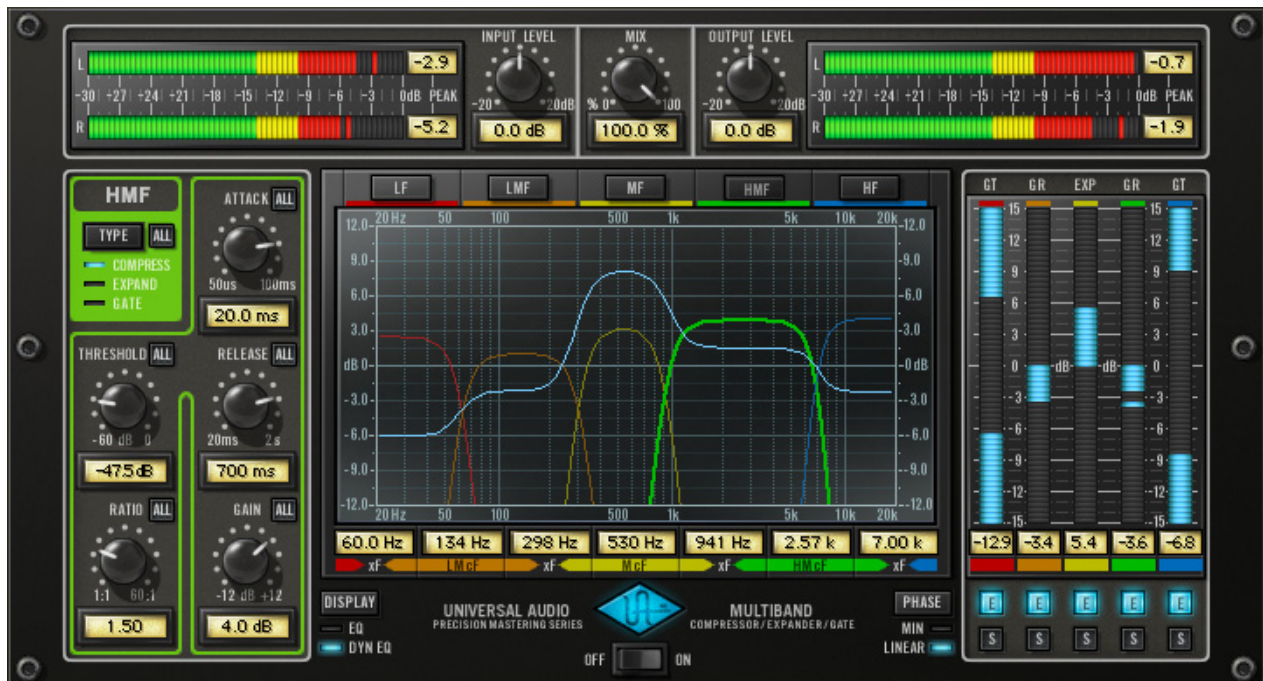 INPUT LEVEL MIX OUTPUT LEVEL
L -2.9 L -0.7
-30 -27 -24 -21 -18 -15 -12 -9 -6 -3 0dB PEAK -20 20dB % 0 100 -20 20dB -30 -27 -24 -21 -18 -15 -12 -9 -6 -3 0dB PEAK
R -5.2 0.0 dB 100.0 % 0.0 dB R -1.9
HMF
TYPE ALL
COMPRESS
EXPAND
GATE
ATTACK ALL
50us 100ms
20.0 ms
THRESHOLD ALL
-60 dB 0
-47.5 dB
RELEASE ALL
20ms 2s
700 ms
RATIO ALL
1:1 60:1
1.50
GAIN ALL
-12 dB +12
4.0 dB
LF LMF MF HMF HF
20 Hz 50 100 500 1k 5k 10k 20k
12.0 -12.0
9.0 -9.0
6.0 -6.0
3.0 -3.0
dB 0 0 dB
-3.0 -3.0
-6.0 -6.0
-9.0 -9.0
-12.0 -12.0
20 Hz 50 100 500 1k 5k 10k 20k
60.0 Hz 134 Hz 298 Hz 530 Hz 941 Hz 2.57 k 7.00 k
xF LMcF xF McF xF HMcF xF
DISPLAY
EQ
DYN EQ
UNIVERSAL AUDIO
PRECISION MASTERING SERIES
MULTIBAND
COMPRESSOR/EXPANDER/GATE
OFF ON
PHASE
MIN
LINEAR
GT GR EXP GR GT
15 15
12 12
9 9
6 6
3 3
0 dB dB 0
-3 -3
-6 -6
-9 -9
-12 -12
-15 -15
-12.9 -3.4 5.4 -3.6 -6.8
E E E E E
S S S S S